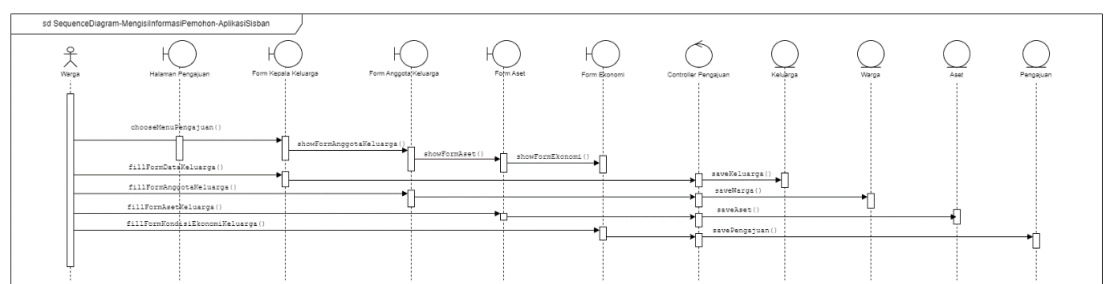 sd SequenceDiagram-MengisiInformasiPemohon-AplikasiSisban
Warga
Halaman Pengajuan
Form Kepala Keluarga
Form Anggota Keluarga
Form Aset
Form Ekonomi
Controller Pengajuan
Keluarga
Warga
Aset
Pengajuan
chooseMenuPengajuan()
showFormAnggotaKeluarga()
showFormAset()
showFormEkonomi()
fillFormDataKeluarga()
saveKeluarga()
fillFormAnggotaKeluarga()
saveWarga()
fillFormAsetKeluarga()
saveAset()
fillFormKondisiEkonomiKeluarga()
savePengajuan()